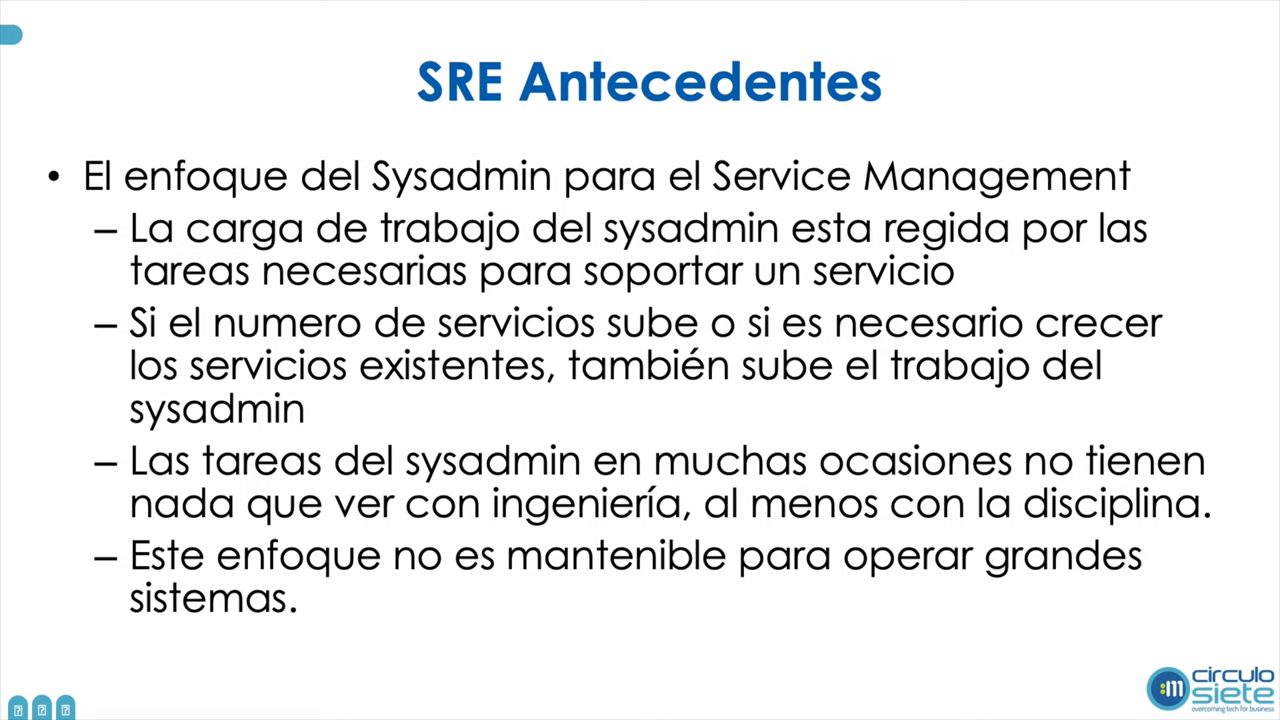 SRE Antecedentes
• El enfoque del Sysadmin para el Service Management
– La carga de trabajo del sysadmin esta regida por las
tareas necesarias para soportar un servicio
– Si el numero de servicios sube o si es necesario crecer
los servicios existentes, también sube el trabajo del
sysadmin
– Las tareas del sysadmin en muchas ocasiones no tienen
nada que ver con ingeniería, al menos con la disciplina.
– Este enfoque no es mantenible para operar grandes
sistemas.
:m
circulo
siete
overcoming tech for business